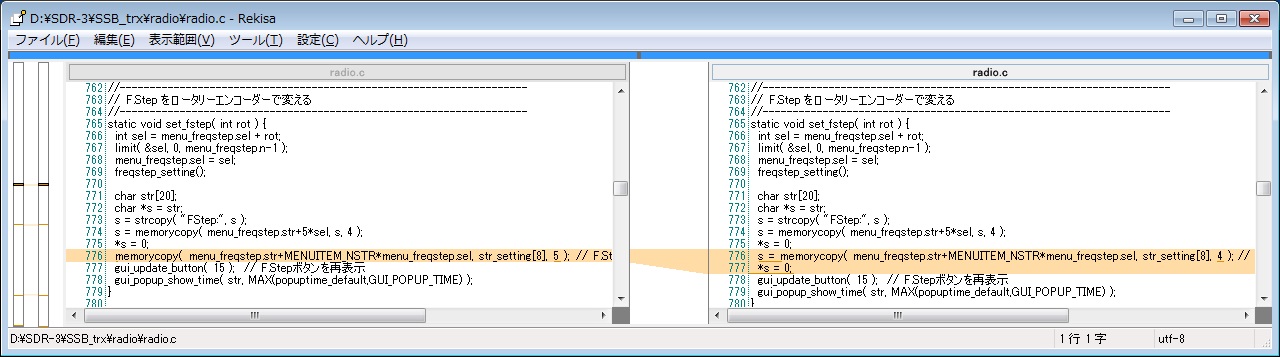 D:¥SDR-3¥SSB_trx¥radio¥radio.c - Rekisa
ファイル(F) 編集(E) 表示範囲(V) ツール(T) 設定(C) ヘルプ(H)
radio.c
762 //------------------------------------------------------------------------
763 // F.Step をロータリーエンコーダーで変える
764 //------------------------------------------------------------------------
765 static void set_fstep( int rot ) {
766 int sel = menu_freqstep.sel + rot;
767 limit( &sel, 0, menu_freqstep.n-1 );
768 menu_freqstep.sel = sel;
769 freqstep_setting();
770
771 char str[20];
772 char *s = str;
773 s = strcopy( "FStep:", s );
774 s = memorycopy( menu_freqstep.str+5*sel, s, 4 );
775 *s = 0;
776 memorycopy( menu_freqstep.str+MENUITEM_NSTR*menu_freqstep.sel, str_setting[8], 5 ); // F.St
777 gui_update_button( 15 ); // F.Stepボタンを再表示
778 gui_popup_show_time( str, MAX(popuptime_default,GUI_POPUP_TIME) );
779 }
780
radio.c
762 //------------------------------------------------------------------------
763 // F.Step をロータリーエンコーダーで変える
764 //------------------------------------------------------------------------
765 static void set_fstep( int rot ) {
766 int sel = menu_freqstep.sel + rot;
767 limit( &sel, 0, menu_freqstep.n-1 );
768 menu_freqstep.sel = sel;
769 freqstep_setting();
770
771 char str[20];
772 char *s = str;
773 s = strcopy( "FStep:", s );
774 s = memorycopy( menu_freqstep.str+5*sel, s, 4 );
775 *s = 0;
776 s = memorycopy( menu_freqstep.str+MENUITEM_NSTR*menu_freqstep.sel, str_setting[8], 4 ); //
777 *s = 0;
778 gui_update_button( 15 ); // F.Stepボタンを再表示
779 gui_popup_show_time( str, MAX(popuptime_default,GUI_POPUP_TIME) );
780 }
D:¥SDR-3¥SSB_trx¥radio¥radio.c
1 行 1 字
utf-8